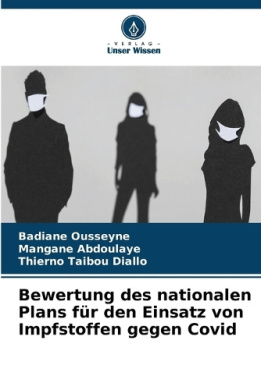 - VERLAG -
Unser Wissen
Badiane Ousseyne
Mangane Abdoulaye
Thierno Taibou Diallo
Bewertung des nationalen
Plans für den Einsatz von
Impfstoffen gegen Covid